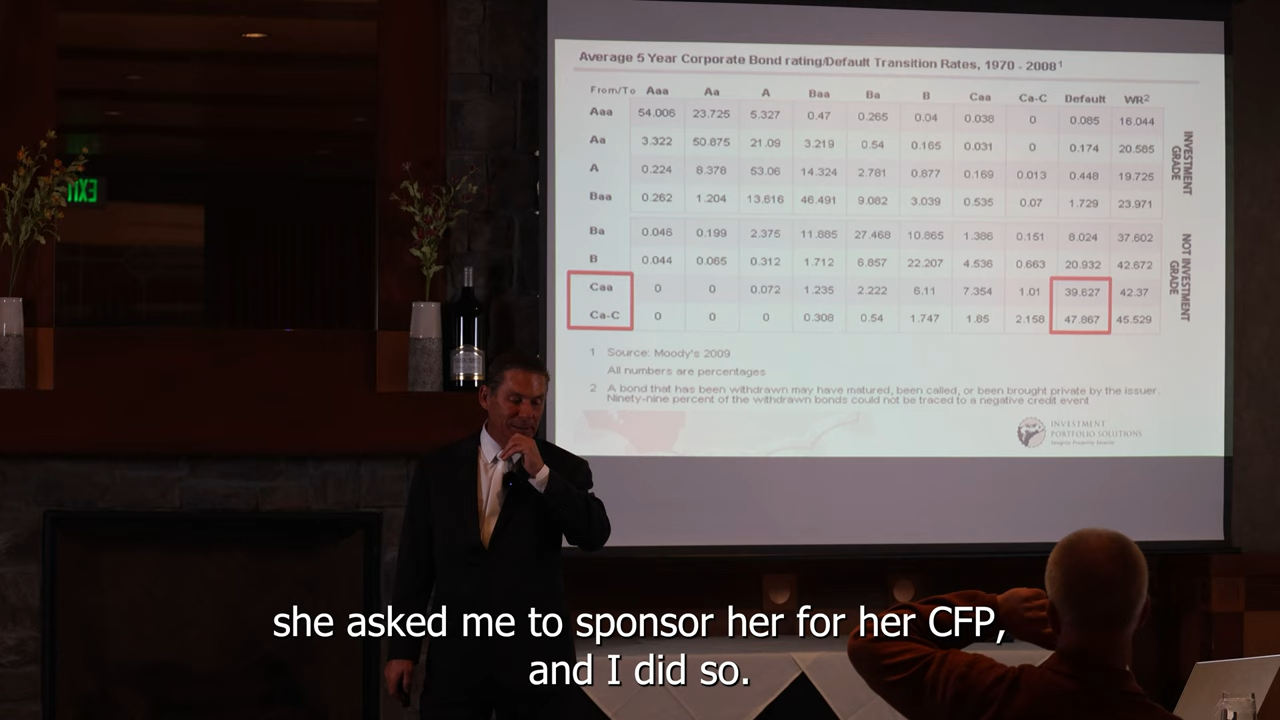 Average 5 Year Corporate Bond rating/Default Transition Rates, 1970 - 2008¹
From/To Aaa Aa A Baa Ba B Caa Ca-C Default WR²
Aaa 54.006 23.725 5.327 0.47 0.265 0.04 0.038 0 0.085 16.044
Aa 3.322 50.875 21.09 3.219 0.54 0.165 0.031 0 0.174 20.585
A 0.224 8.378 53.06 14.324 2.781 0.877 0.169 0.013 0.448 19.725
Baa 0.262 1.204 13.616 46.491 9.082 3.039 0.535 0.07 1.729 23.971
INVESTMENT GRADE
Ba 0.046 0.199 2.375 11.885 27.468 10.865 1.386 0.151 8.024 37.602
B 0.044 0.065 0.312 1.712 6.857 22.207 4.536 0.663 20.932 42.672
Caa 0 0 0.072 1.235 2.222 6.11 7.354 1.01 39.627 42.37
Ca-C 0 0 0 0.308 0.54 1.747 1.85 2.158 47.867 45.529
NOT INVESTMENT GRADE
1 Source: Moody's 2009
All numbers are percentages
2 A bond that has been withdrawn may have matured, been called, or been brought private by the issuer.
Ninety-nine percent of the withdrawn bonds could not be traced to a negative credit event
INVESTMENT
PORTFOLIO SOLUTIONS
EXIT
she asked me to sponsor her for her CFP,
and I did so.